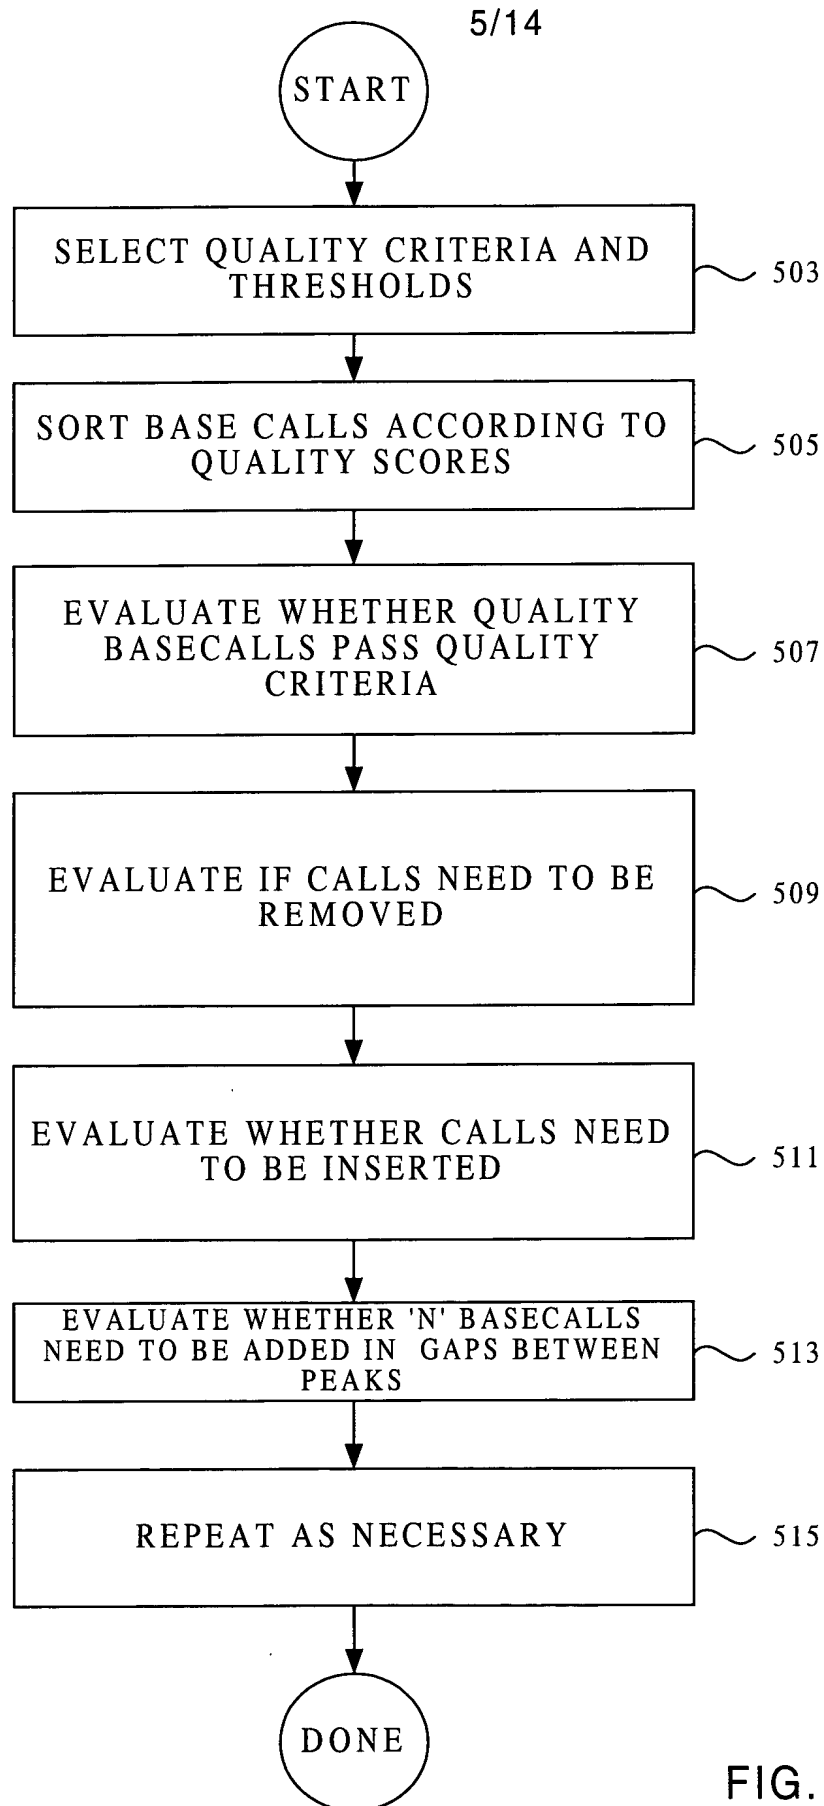 5/14
START
SELECT QUALITY CRITERIA AND
THRESHOLDS
503
SORT BASE CALLS ACCORDING TO
QUALITY SCORES
505
EVALUATE WHETHER QUALITY
BASECALLS PASS QUALITY
CRITERIA
507
EVALUATE IF CALLS NEED TO BE
REMOVED
509
EVALUATE WHETHER CALLS NEED
TO BE INSERTED
511
EVALUATE WHETHER 'N' BASECALLS
NEED TO BE ADDED IN GAPS BETWEEN
PEAKS
513
REPEAT AS NECESSARY
515
DONE
FIG.